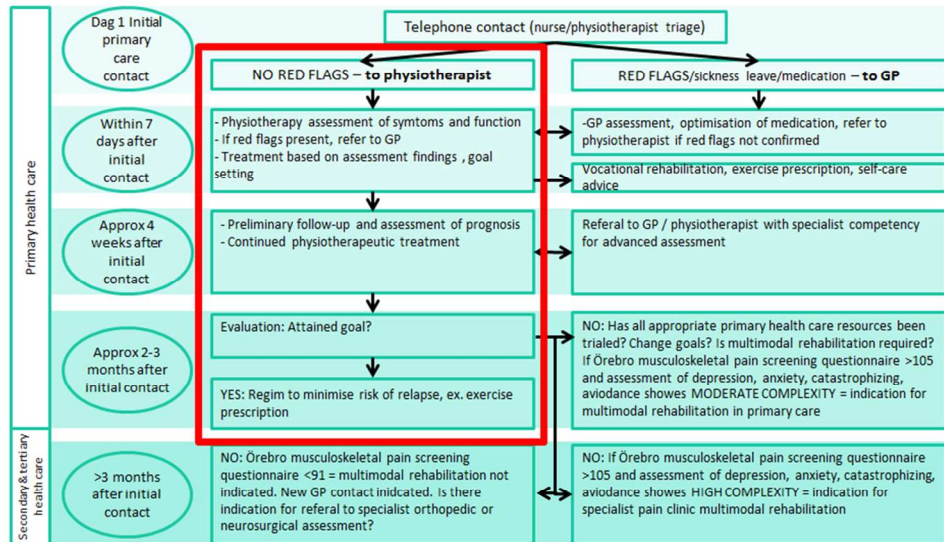 Dag 1 Initial
primary
care
contact
Telephone contact (nurse/physiotherapist triage)
NO RED FLAGS – to physiotherapist
RED FLAGS/sickness leave/medication – to GP
Primary health care
Within 7
days after
initial
contact
- Physiotherapy assessment of symtoms and function
- If red flags present, refer to GP
- Treatment based on assessment findings , goal
setting
-GP assessment, optimisation of medication, refer to
physiotherapist if red flags not confirmed
Vocational rehabilitation, exercise prescription, self-care
advice
Approx 4
weeks after
initial
contact
- Preliminary follow-up and assessment of prognosis
- Continued physiotherapeutic treatment
Referal to GP / physiotherapist with specialist competency
for advanced assessment
Approx 2-3
months after
initial contact
Evaluation: Attained goal?
YES: Regim to minimise risk of relapse, ex. exercise
prescription
NO: Has all appropriate primary health care resources been
trialed? Change goals? Is multimodal rehabilitation required?
If Örebro musculoskeletal pain screening questionnaire >105
and assessment of depression, anxiety, catastrophizing,
aviodance showes MODERATE COMPLEXITY = indication for
multimodal rehabilitation in primary care
Secondary & tertiary
health care
>3 months
after initial
contact
NO: Örebro musculoskeletal pain screening
questionnaire <91 = multimodal rehabilitation not
indicated. New GP contact inidcated. Is there
indication for referal to specialist orthopedic or
neurosurgical assessment?
NO: If Örebro musculoskeletal pain screening questionnaire
>105 and assessment of depression, anxiety, catastrophizing,
aviodance showes HIGH COMPLEXITY = indication for
specialist pain clinic multimodal rehabilitation